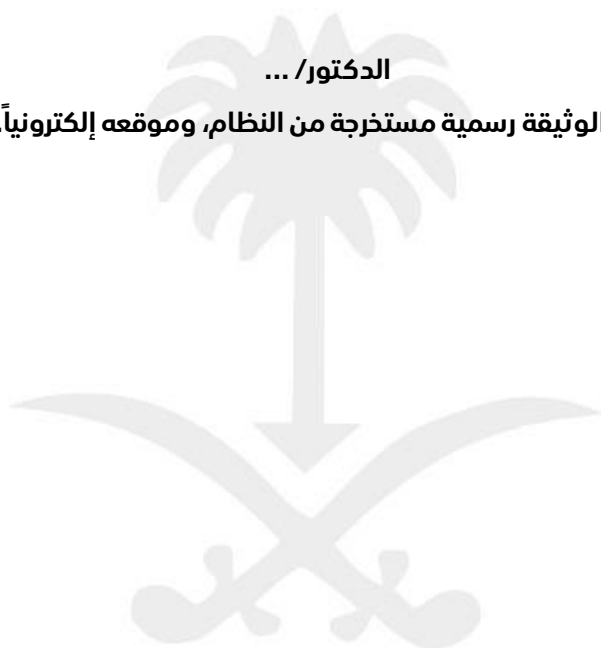 الدكتور/ ...
الوثيقة رسمية مستخرجة من النظام، وموقعه إلكترونياً.